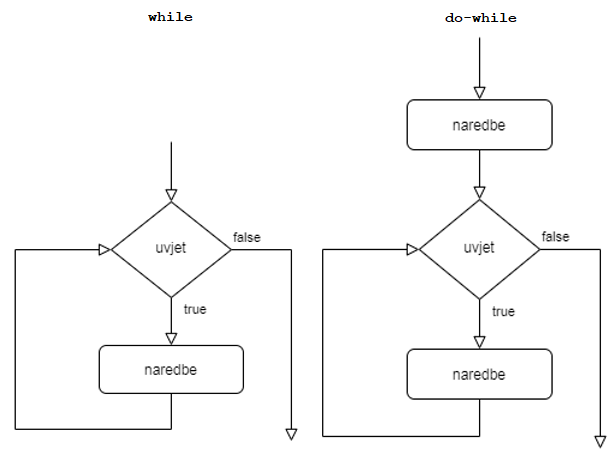 while
uvjet
false
true
naredbe
do-while
naredbe
uvjet
false
true
naredbe